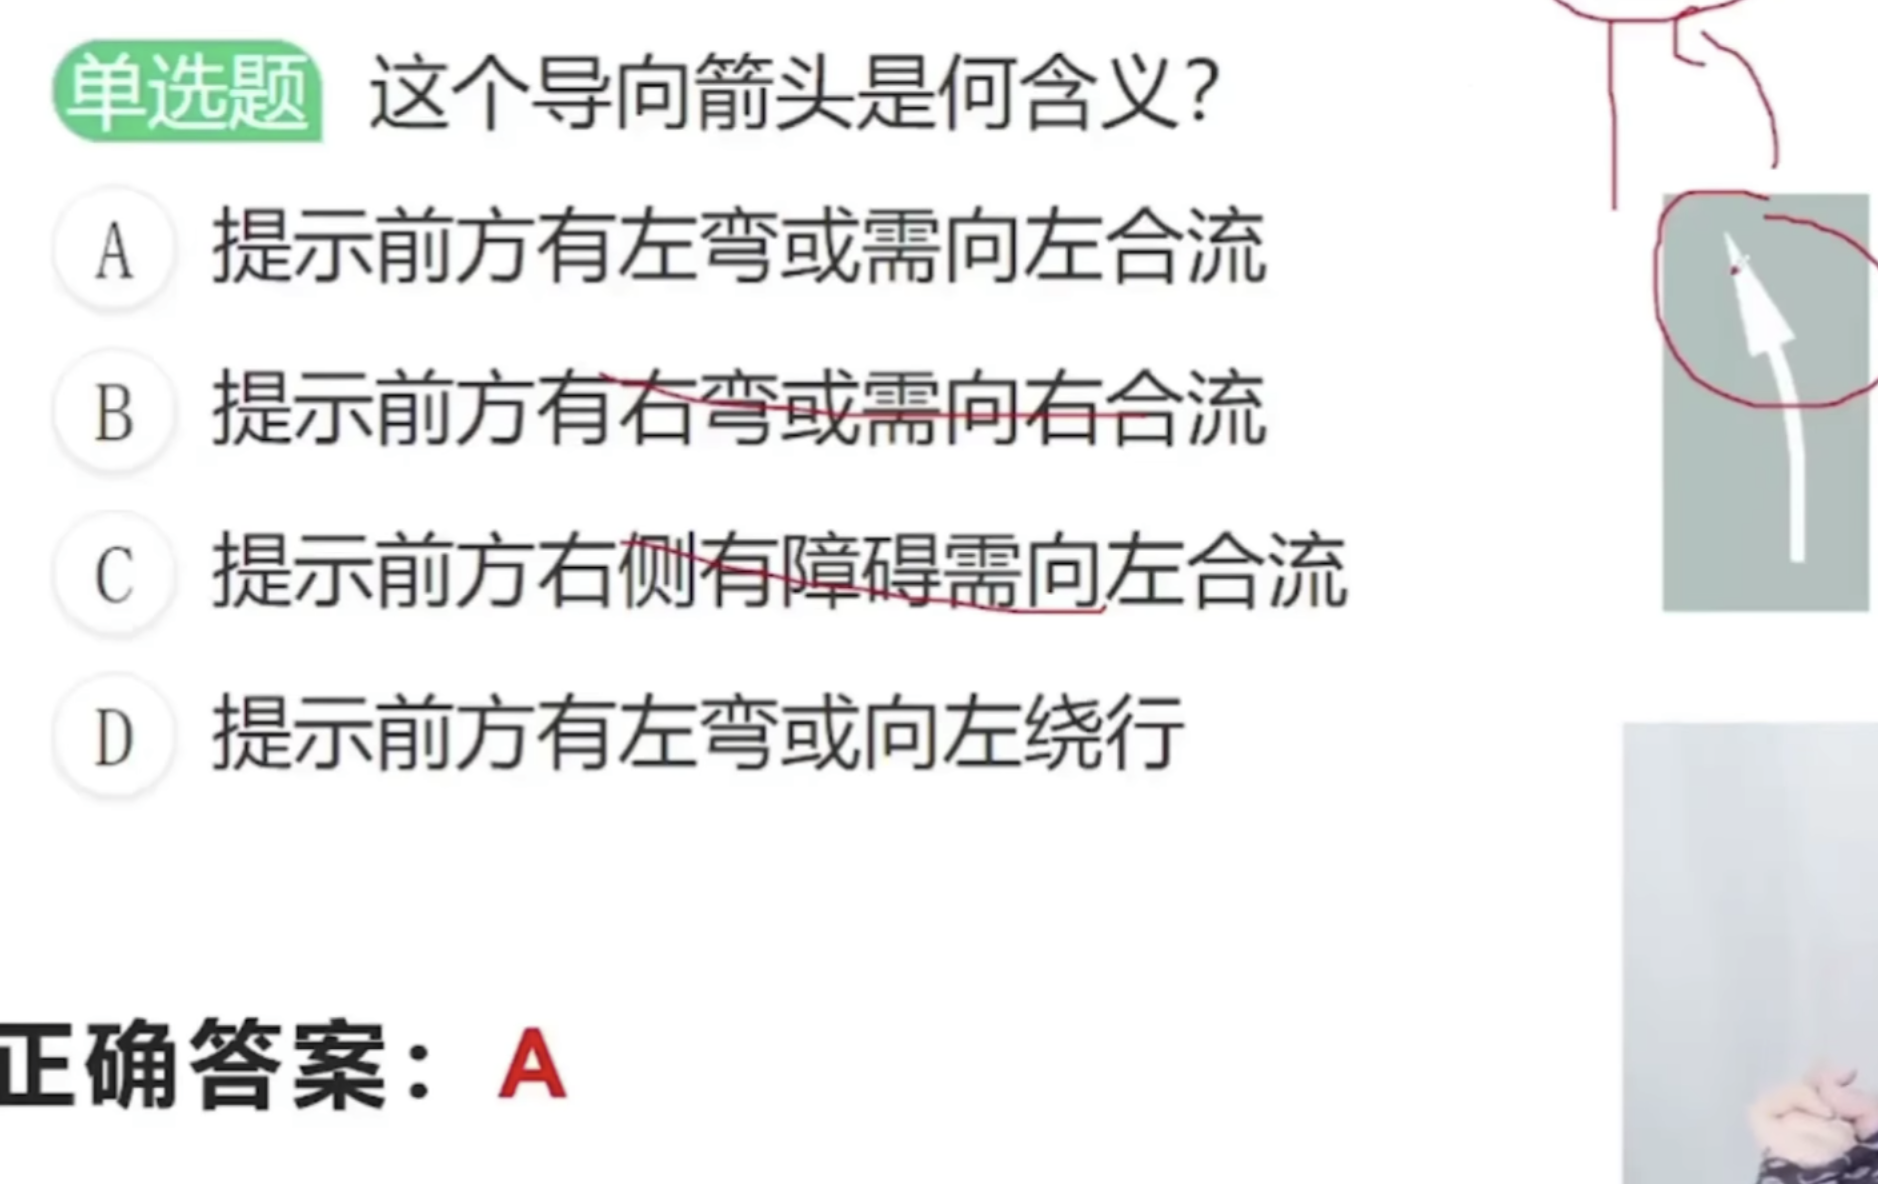 单选题 这个导向箭头是何含义？
A 提示前方有左弯或需向左合流
B 提示前方有右弯或需向右合流
C 提示前方右侧有障碍需向左合流
D 提示前方有左弯或向左绕行
正确答案：A